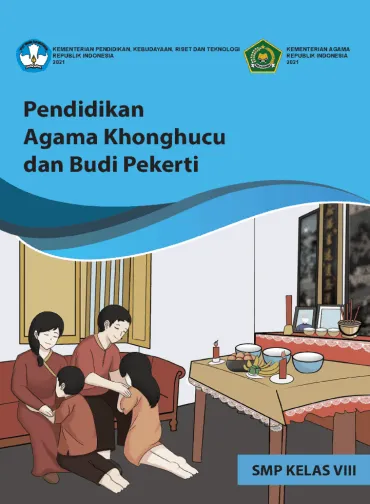 KEMENTERIAN PENDIDIKAN, KEBUDAYAAN, RISET DAN TEKNOLOGI
REPUBLIK INDONESIA
2021
KEMENTERIAN AGAMA
REPUBLIK INDONESIA
2021
Pendidikan
Agama Khonghucu
dan Budi Pekerti
SMP KELAS VIII